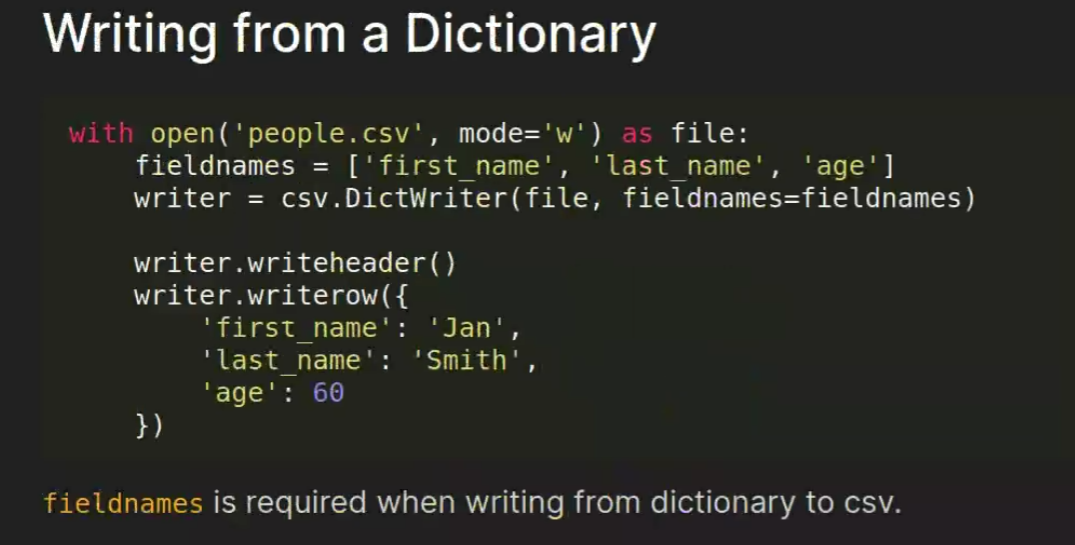 Writing from a Dictionary
with open('people.csv', mode='w') as file:
    fieldnames = ['first_name', 'last_name', 'age']
    writer = csv.DictWriter(file, fieldnames=fieldnames)

    writer.writeheader()
    writer.writerow({
        'first_name': 'Jan',
        'last_name': 'Smith',
        'age': 60
    })
fieldnames is required when writing from dictionary to csv.